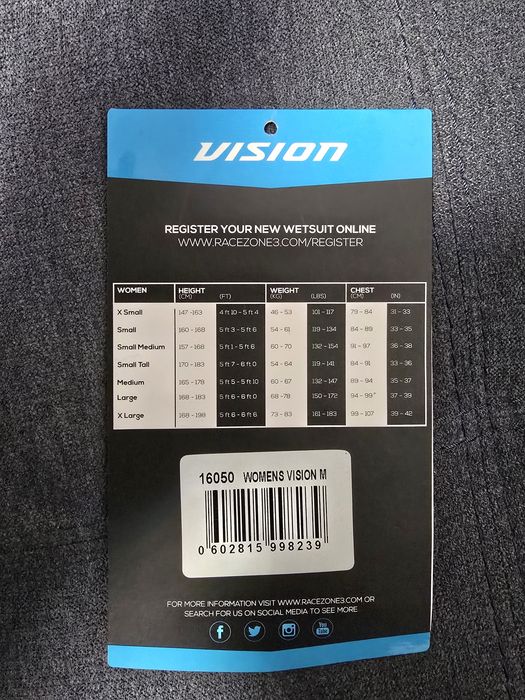 VISION
REGISTER YOUR NEW WETSUIT ONLINE
WWW.RACEZONE3.COM/REGISTER
WOMEN HEIGHT (CM) (FT) WEIGHT (KG) (LBS) CHEST (CM) (IN)
X Small 147 -163 4 ft 10 - 5 ft 4 46 - 53 101 - 117 79 - 84 31 - 33
Small 160 - 168 5 ft 3 - 5 ft 6 54 - 61 119 - 134 84 - 89 33 - 35
Small Medium 157 - 168 5 ft 1 - 5 ft 6 60 - 70 132 - 154 91 - 97 36 - 38
Small Tall 170 - 183 5 ft 7 - 6 ft 0 54 - 64 119 - 141 84 - 91 33 - 36
Medium 165 - 178 5 ft 5 - 5 ft 10 60 - 67 132 - 147 89 - 94 35 - 37
Large 168 - 183 5 ft 6 - 6 ft 0 68 -78 150 - 172 94 - 99 37 - 39
X Large 168 - 198 5 ft 6 - 6 ft 6 73 - 83 161 - 183 99 - 107 39 - 42
16050 WOMENS VISION M
0 602815 998239
FOR MORE INFORMATION VISIT WWW.RACEZONE3.COM OR
SEARCH FOR US ON SOCIAL MEDIA TO SEE MORE
You Tube